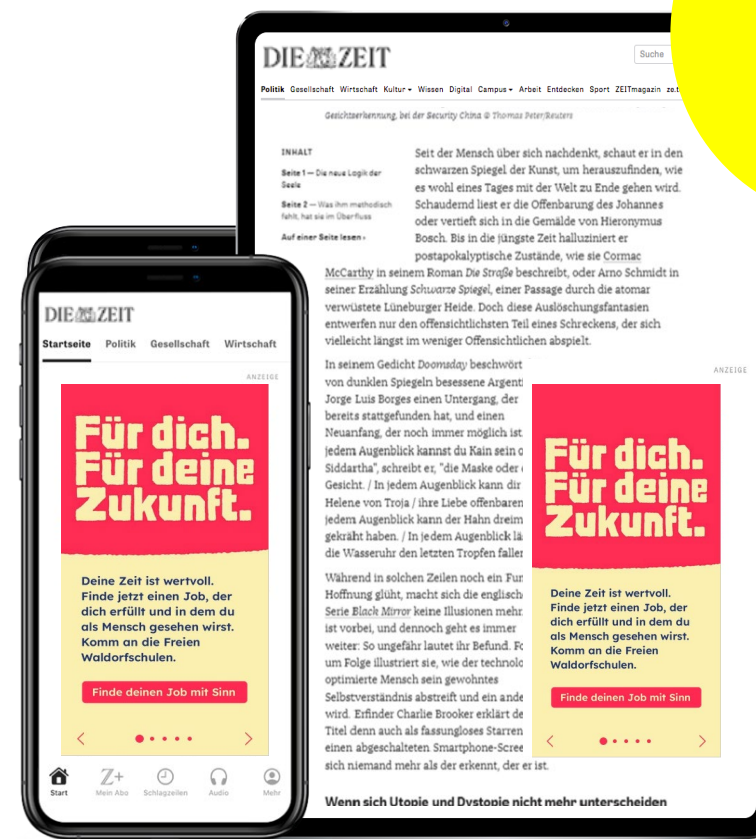 DIE ZEIT
Suche
Politik Gesellschaft Wirtschaft Kultur Wissen Digital Campus Arbeit Entdecken Sport ZEITmagazin ze.t
Gesichtserkennung, bei der Security China © Thomas Peter/Reuters
INHALT
Seite 1 — Die neue Logik der
Seele
Seite 2 — Was ihm methodisch
fehlt, hat sie im Überfluss
Auf einer Seite lesen ›
Seit der Mensch über sich nachdenkt, schaut er in den
schwarzen Spiegel der Kunst, um herauszufinden, wie
es wohl eines Tages mit der Welt zu Ende gehen wird.
Schaudernd liest er die Offenbarung des Johannes
oder vertieft sich in die Gemälde von Hieronymus
Bosch. Bis in die jüngste Zeit halluziniert er
postapokalyptische Zustände, wie sie Cormac
McCarthy in seinem Roman Die Straße beschreibt, oder Arno Schmidt in
seiner Erzählung Schwarze Spiegel, einer Passage durch die atomar
verwüstete Lüneburger Heide. Doch diese Auslöschungsfantasien
entwerfen nur den offensichtlichsten Teil eines Schreckens, der sich
vielleicht längst im weniger Offensichtlichen abspielt.
In seinem Gedicht Doomsday beschwört
von dunklen Spiegeln besessene Argenti
Jorge Luis Borges einen Untergang, der
bereits stattgefunden hat, und einen
Neuanfang, der noch immer möglich ist
jedem Augenblick kannst du Kain sein o
Siddartha", schreibt er, "die Maske oder
Gesicht. / In jedem Augenblick kann dir
Helene von Troja / ihre Liebe offenbaren
jedem Augenblick kann der Hahn dreim
gekräht haben. / In jedem Augenblick lä
die Wasseruhr den letzten Tropfen faller
Während in solchen Zeilen noch ein Fun
Hoffnung glüht, macht sich die englisch
Serie Black Mirror keine Illusionen mehr.
ist vorbei, und dennoch geht es immer
weiter: So ungefähr lautet ihr Befund. Fo
um Folge illustriert sie, wie der technolo
optimierte Mensch sein gewohntes
Selbstverständnis abstreift und ein ande
wird. Erfinder Charlie Brooker erklärt de
Titel denn auch als fassungsloses Starren
einen abgeschalteten Smartphone-Scree
sich niemand mehr als der erkennt, der er ist.
Wenn sich Utopie und Dystopie nicht mehr unterscheiden
ANZEIGE
Für dich.
Für deine
Zukunft.
Deine Zeit ist wertvoll.
Finde jetzt einen Job, der
dich erfüllt und in dem du
als Mensch gesehen wirst.
Komm an die Freien
Waldorfschulen.
Finde deinen Job mit Sinn
DIE ZEIT
Startseite Politik Gesellschaft Wirtschaft
ANZEIGE
Für dich.
Für deine
Zukunft.
Deine Zeit ist wertvoll.
Finde jetzt einen Job, der
dich erfüllt und in dem du
als Mensch gesehen wirst.
Komm an die Freien
Waldorfschulen.
Finde deinen Job mit Sinn
Z+
Start Mein Abo Schlagzeilen Audio Mehr